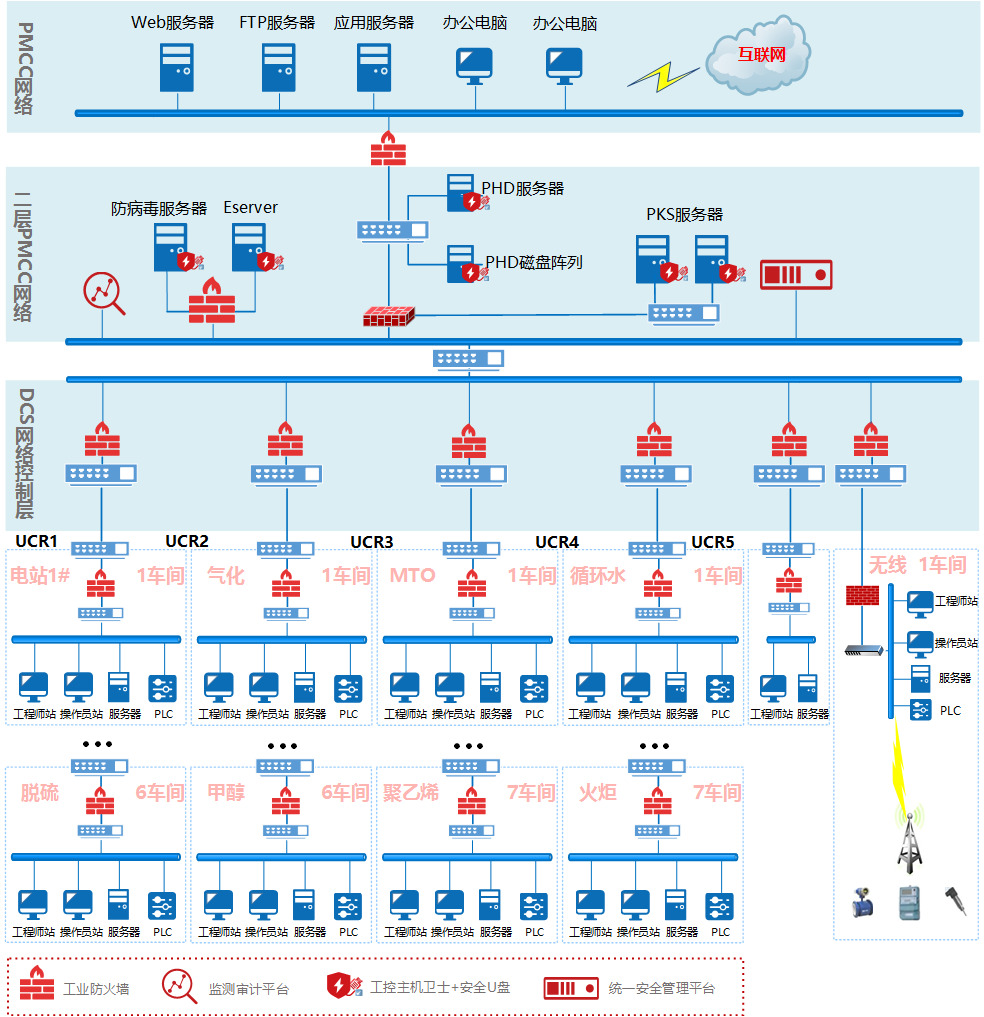 PMCC网络
Web服务器
FTP服务器
应用服务器
办公电脑
办公电脑
互联网
二层PMCC网络
防病毒服务器
Eserver
PHD服务器
PHD磁盘阵列
PKS服务器
DCS网络控制层
UCR1
UCR2
UCR3
UCR4
UCR5
电站1#
1车间
气化
1车间
MTO
1车间
循环水
1车间
无线
1车间
工程师站
操作员站
服务器
PLC
工程师站
操作员站
服务器
PLC
工程师站
操作员站
服务器
PLC
工程师站
操作员站
服务器
PLC
工程师站
操作员站
服务器
PLC
工程师站
服务器
•••
•••
•••
•••
脱硫
6车间
甲醇
6车间
聚乙烯
7车间
火炬
7车间
工程师站
操作员站
服务器
PLC
工程师站
操作员站
服务器
PLC
工程师站
操作员站
服务器
PLC
工程师站
操作员站
服务器
PLC
工业防火墙
监测审计平台
工控主机卫士+安全U盘
统一安全管理平台